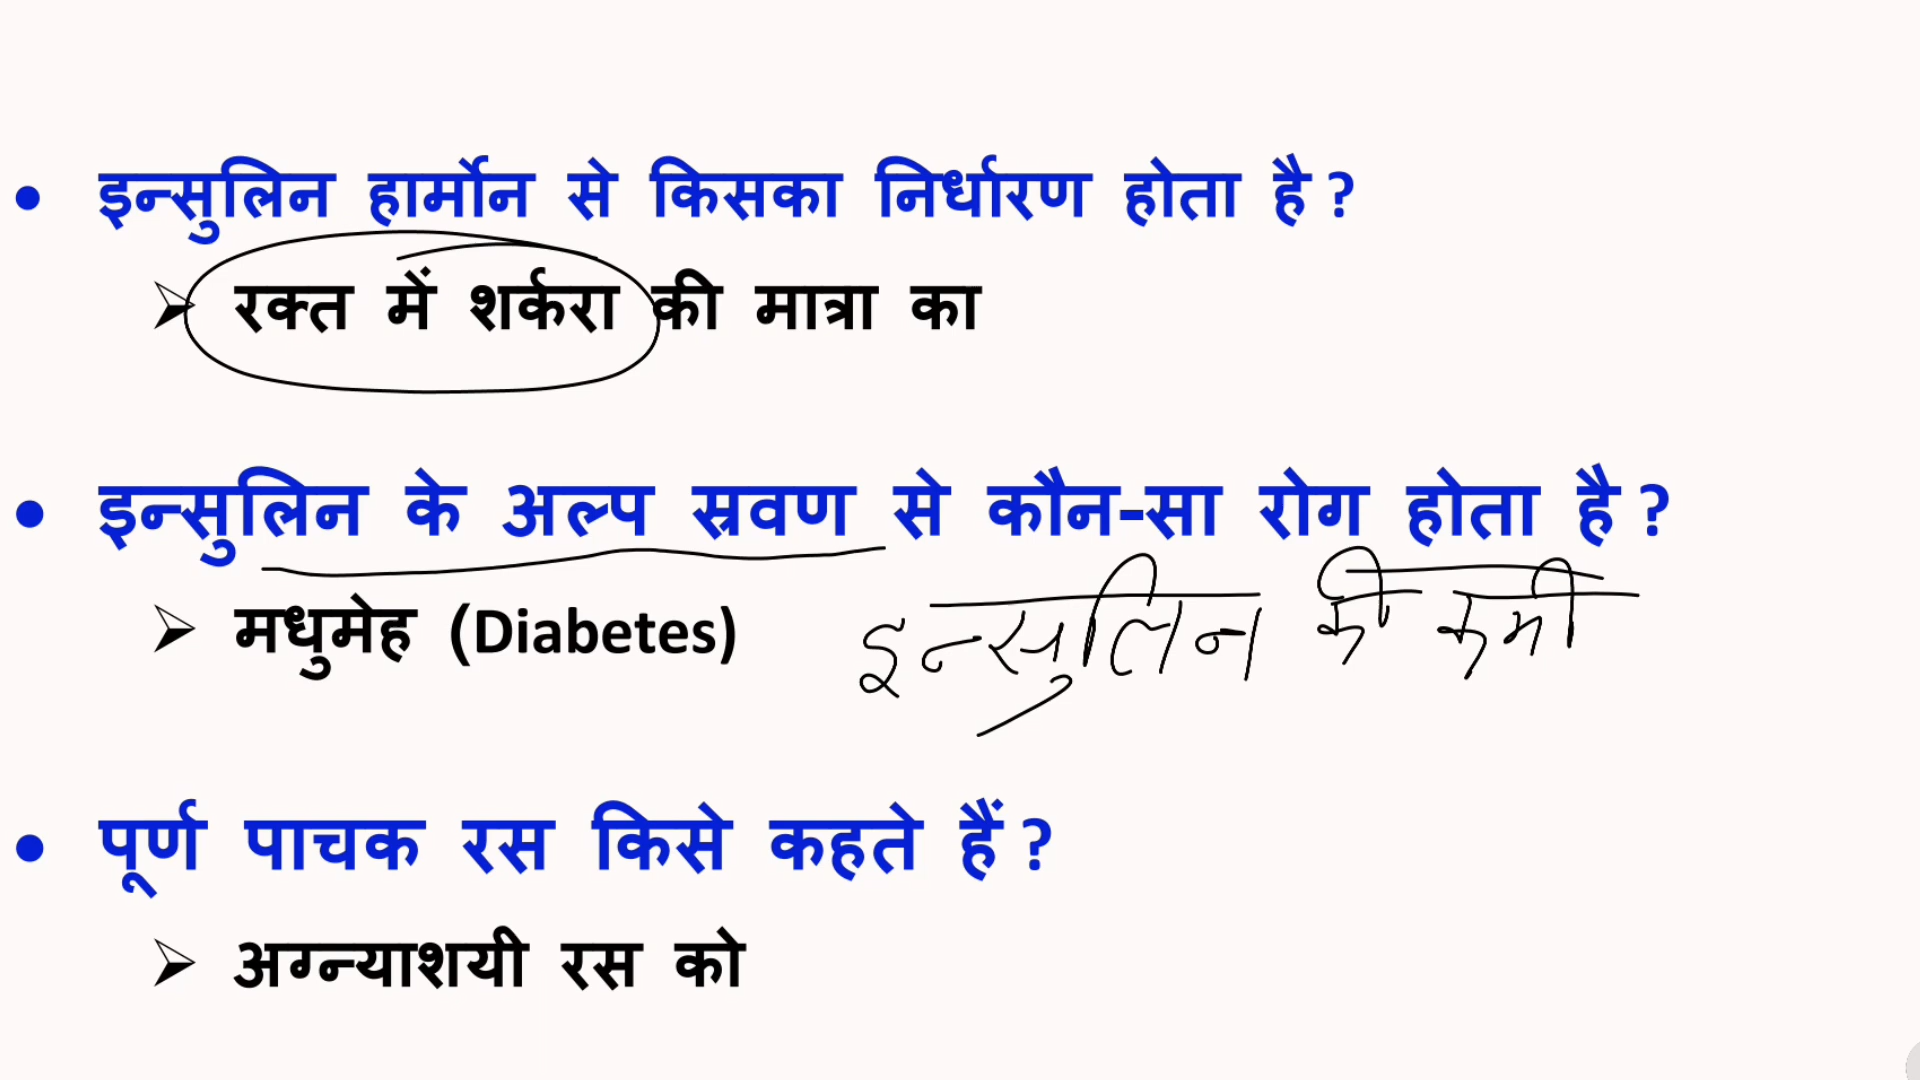 • इन्सुलिन हार्मोन से किसका निर्धारण होता है ?
➢ रक्त में शर्करा की मात्रा का
• इन्सुलिन के अल्प स्रवण से कौन-सा रोग होता है ?
➢ मधुमेह (Diabetes)
इन्सुलिन की कमी
• पूर्ण पाचक रस किसे कहते हैं ?
➢ अग्न्याशयी रस को